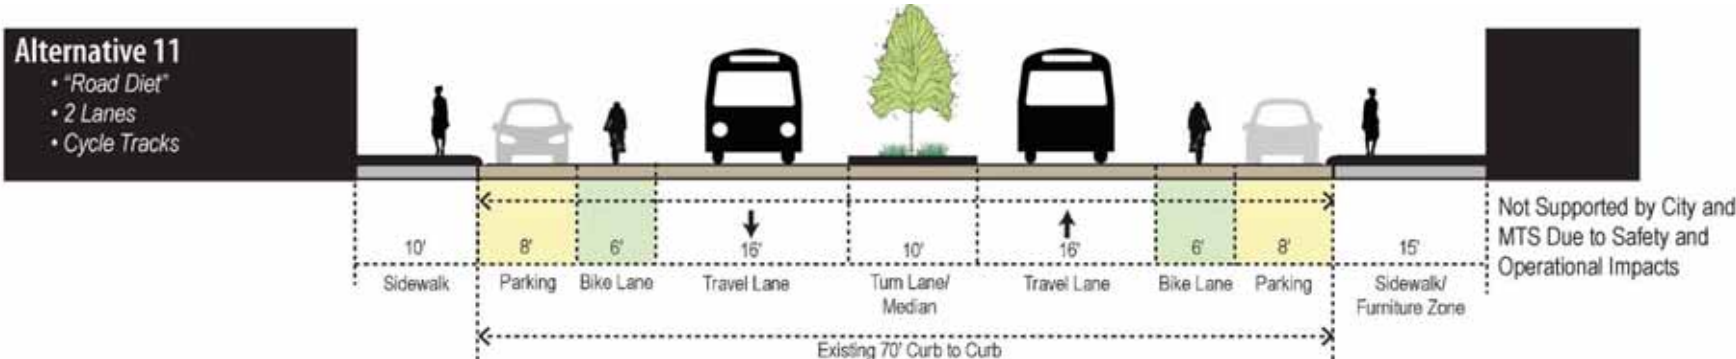 Alternative 11
• “Road Diet”
• 2 Lanes
• Cycle Tracks
10' 8' 6' 16' 10' 16' 6' 8' 15'
Sidewalk Parking Bike Lane Travel Lane Turn Lane/ Travel Lane Bike Lane Parking Sidewalk/
Median Furniture Zone
Existing 70' Curb to Curb
Not Supported by City and
MTS Due to Safety and
Operational Impacts